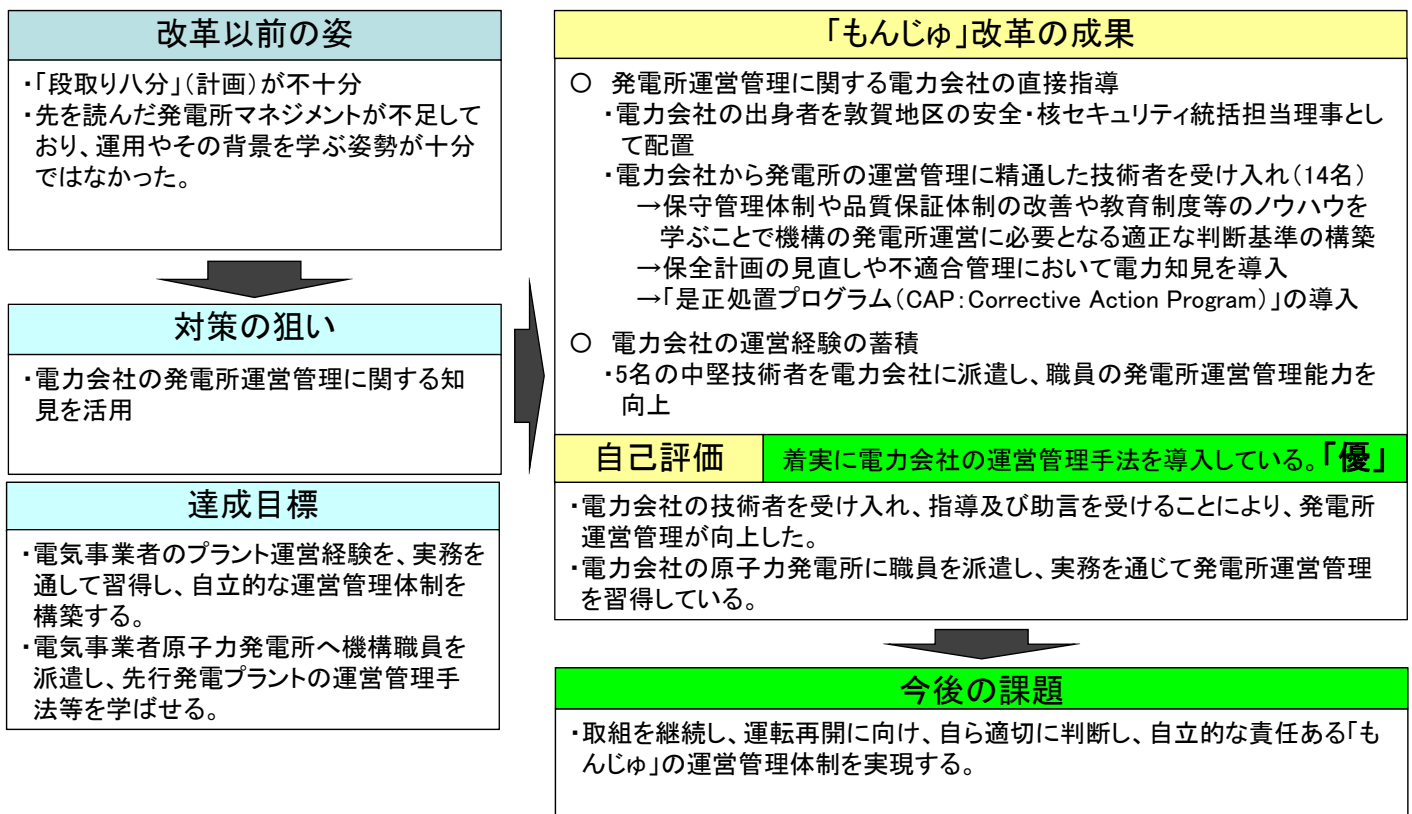 改革以前の姿
・「段取り八分」(計画)が不十分
・先を読んだ発電所マネジメントが不足して
おり、運用やその背景を学ぶ姿勢が十分
ではなかった。
対策の狙い
・電力会社の発電所運営管理に関する知
見を活用
達成目標
・電気事業者のプラント運営経験を、実務を
通して習得し、自立的な運営管理体制を
構築する。
・電気事業者原子力発電所へ機構職員を
派遣し、先行発電プラントの運営管理手
法等を学ばせる。
「もんじゅ」改革の成果
○ 発電所運営管理に関する電力会社の直接指導
・電力会社の出身者を敦賀地区の安全・核セキュリティ統括担当理事とし
て配置
・電力会社から発電所の運営管理に精通した技術者を受け入れ(14名)
→保守管理体制や品質保証体制の改善や教育制度等のノウハウを
学ぶことで機構の発電所運営に必要となる適正な判断基準の構築
→保全計画の見直しや不適合管理において電力知見を導入
→「是正処置プログラム(CAP:Corrective Action Program)」の導入
○ 電力会社の運営経験の蓄積
・5名の中堅技術者を電力会社に派遣し、職員の発電所運営管理能力を
向上
自己評価 着実に電力会社の運営管理手法を導入している。「優」
・電力会社の技術者を受け入れ、指導及び助言を受けることにより、発電所
運営管理が向上した。
・電力会社の原子力発電所に職員を派遣し、実務を通じて発電所運営管理
を習得している。
今後の課題
・取組を継続し、運転再開に向け、自ら適切に判断し、自立的な責任ある「も
んじゅ」の運営管理体制を実現する。